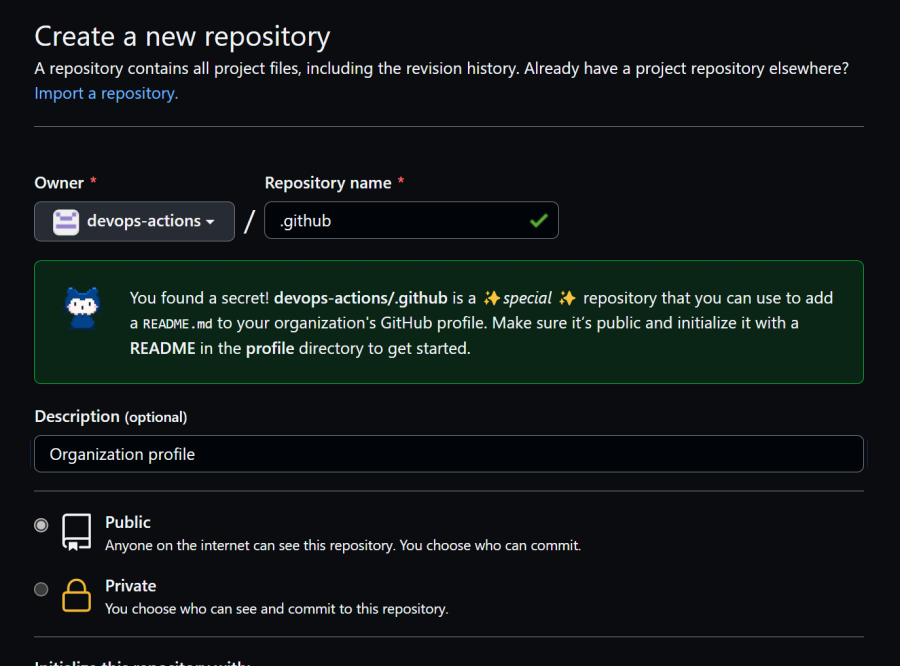 Create a new repository
A repository contains all project files, including the revision history. Already have a project repository elsewhere?
Import a repository.
Owner * Repository name *
devops-actions / .github
You found a secret! devops-actions/.github is a ✨special ✨ repository that you can use to add
a README.md to your organization's GitHub profile. Make sure it’s public and initialize it with a
README in the profile directory to get started.
Description (optional)
Organization profile
Public
Anyone on the internet can see this repository. You choose who can commit.
Private
You choose who can see and commit to this repository.
Initialize this repository with: